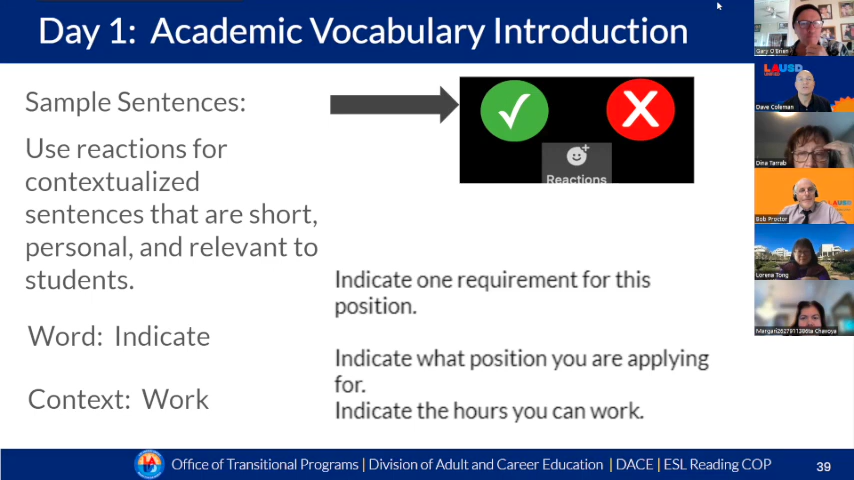 Day 1: Academic Vocabulary Introduction
Sample Sentences:
Use reactions for
contextualized
sentences that are short,
personal, and relevant to
students.
Word: Indicate
Context: Work
Reactions
Indicate one requirement for this
position.
Indicate what position you are applying
for.
Indicate the hours you can work.
Office of Transitional Programs | Division of Adult and Career Education | DACE | ESL Reading COP
39
Gary O'Brien
LAUSD
UNIFIED
Dave Coleman
Dina Tarrab
LAUSD
Bob Proctor
Lorena Tong
Chavoya